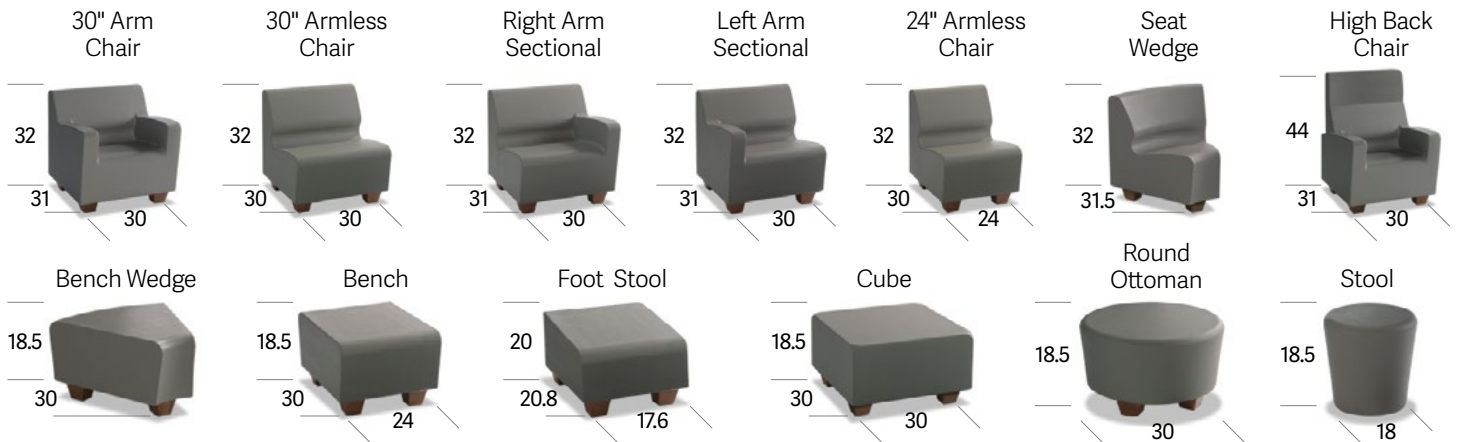 30" Arm
Chair
30" Armless
Chair
Right Arm
Sectional
Left Arm
Sectional
24" Armless
Chair
Seat
Wedge
High Back
Chair
32
31
30
32
30
30
32
31
30
32
31
30
32
30
24
32
31.5
44
31
30
Bench Wedge
Bench
Foot Stool
Cube
Round
Ottoman
Stool
18.5
30
18.5
30
24
20
20.8
17.6
18.5
30
30
18.5
30
18.5
18